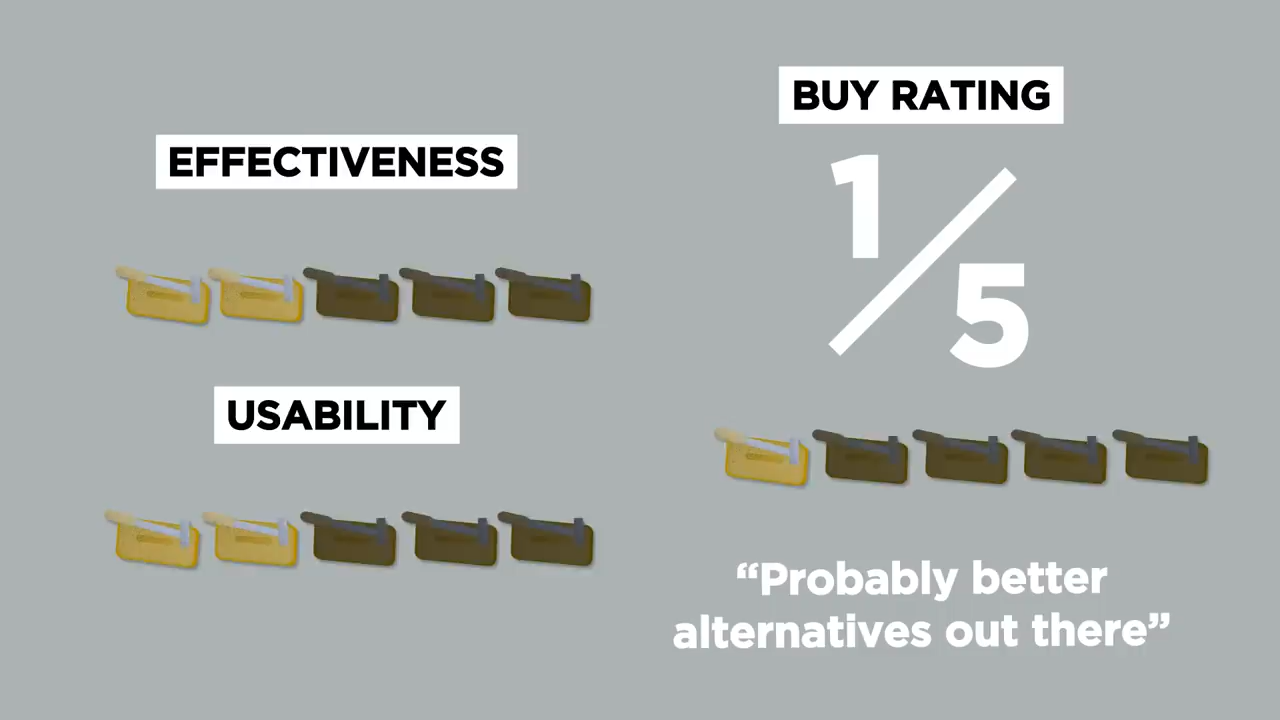 EFFECTIVENESS
USABILITY
BUY RATING
1/5
“Probably better
alternatives out there”